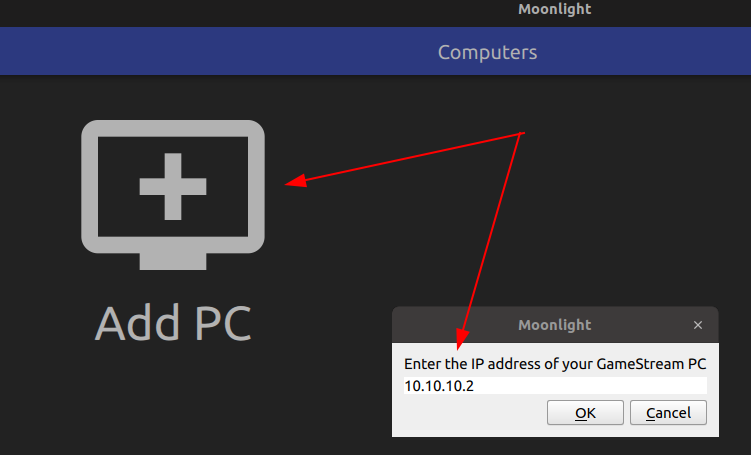 Moonlight
Computers
Add PC
Moonlight
Enter the IP address of your GameStream PC
10.10.10.2
OK Cancel